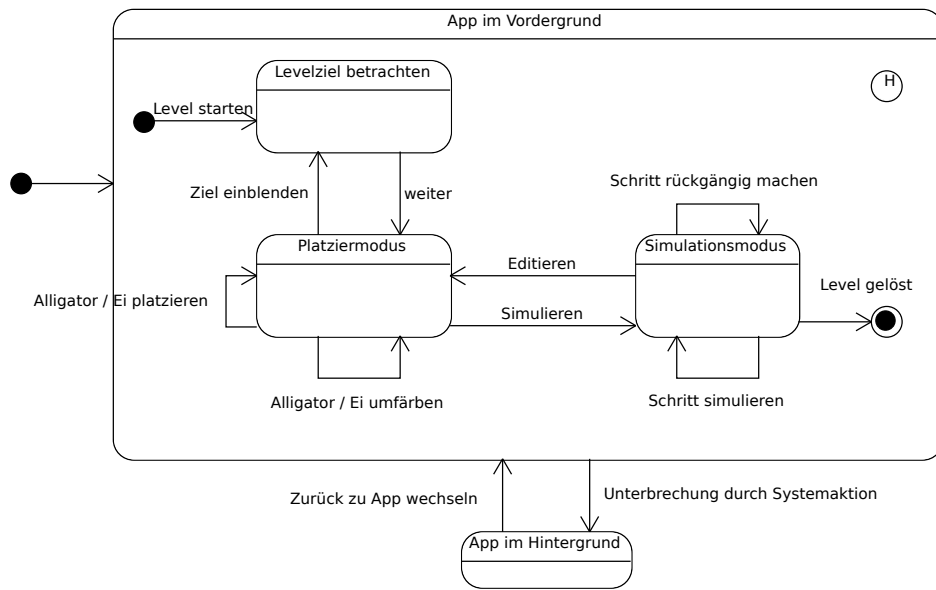 App im Vordergrund
Levelziel betrachten
H
Level starten
Ziel einblenden
weiter
Schritt rückgängig machen
Platziermodus
Simulationsmodus
Editieren
Alligator / Ei platzieren
Simulieren
Level gelöst
Alligator / Ei umfärben
Schritt simulieren
Zurück zu App wechseln
Unterbrechung durch Systemaktion
App im Hintergrund